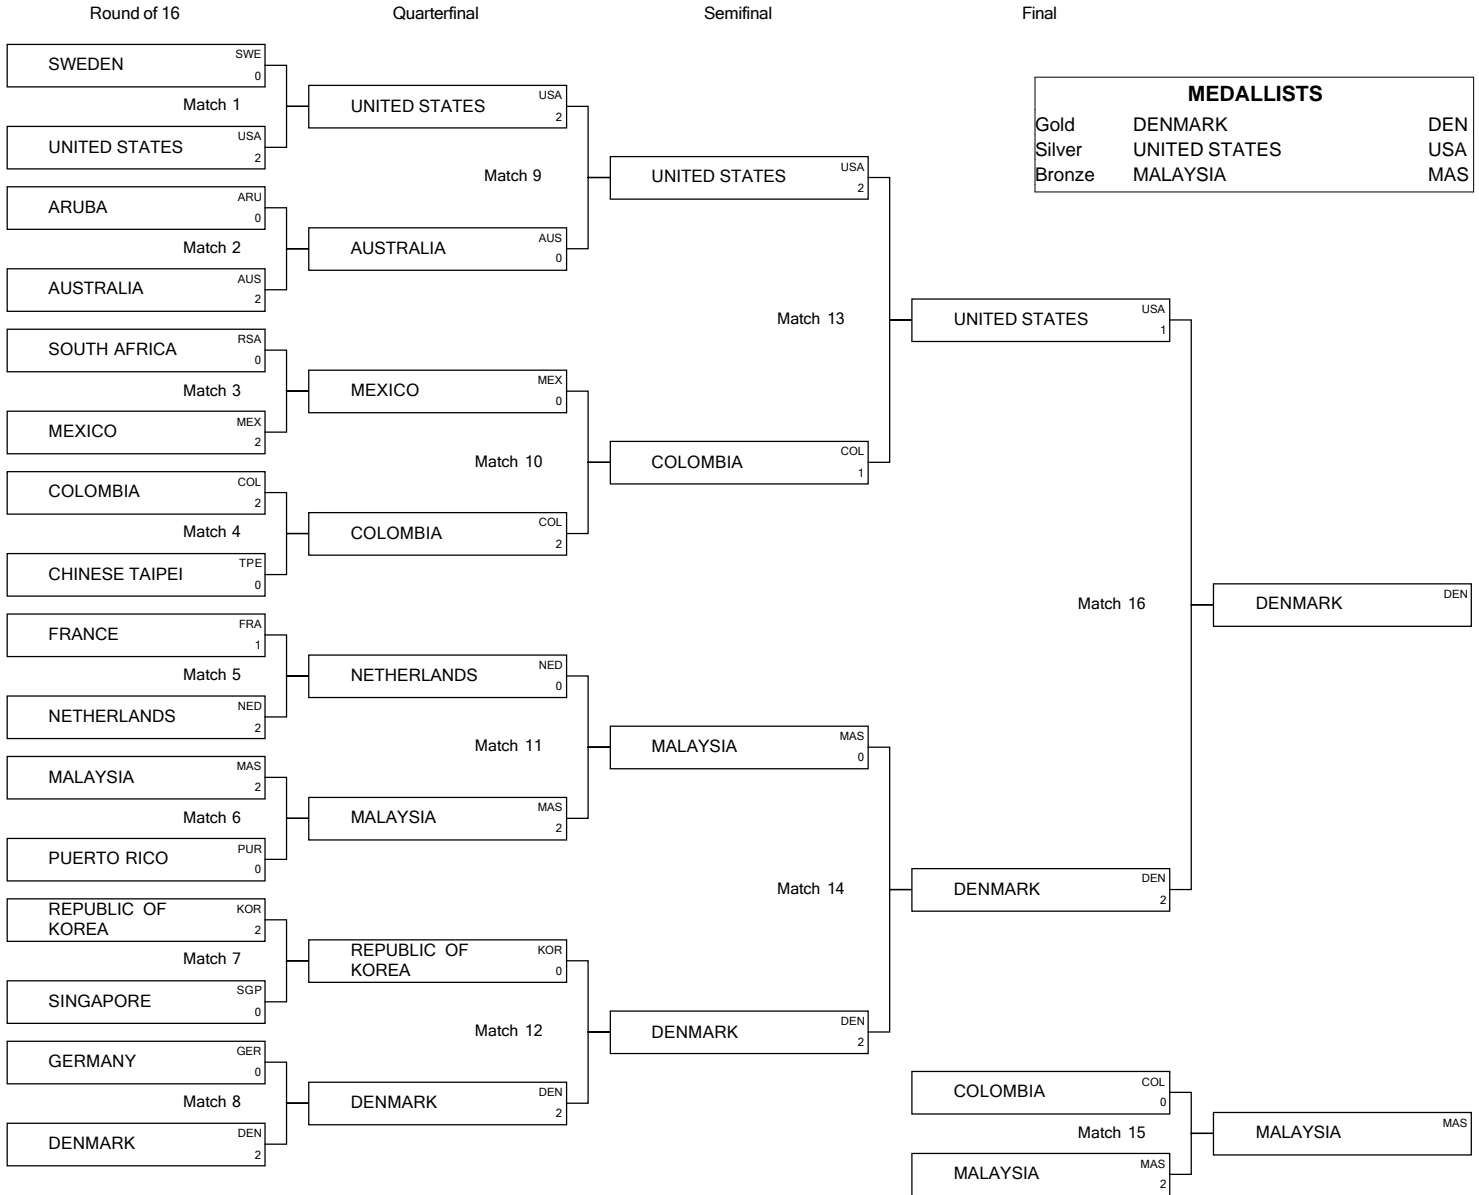 Round of 16
Quarterfinal
Semifinal
Final
MEDALLISTS
Gold DENMARK DEN
Silver UNITED STATES USA
Bronze MALAYSIA MAS
SWEDEN SWE
0
Match 1
UNITED STATES USA
2
ARUBA ARU
0
Match 2
AUSTRALIA AUS
2
SOUTH AFRICA RSA
0
Match 3
MEXICO MEX
2
COLOMBIA COL
2
Match 4
CHINESE TAIPEI TPE
0
FRANCE FRA
1
Match 5
NETHERLANDS NED
2
MALAYSIA MAS
2
Match 6
PUERTO RICO PUR
0
REPUBLIC OF KOR
KOREA 2
Match 7
SINGAPORE SGP
0
GERMANY GER
0
Match 8
DENMARK DEN
2
UNITED STATES USA
2
Match 9
AUSTRALIA AUS
0
MEXICO MEX
0
Match 10
COLOMBIA COL
2
NETHERLANDS NED
0
Match 11
MALAYSIA MAS
2
REPUBLIC OF KOR
KOREA 0
Match 12
DENMARK DEN
2
UNITED STATES USA
2
Match 13
COLOMBIA COL
1
MALAYSIA MAS
0
Match 14
DENMARK DEN
2
UNITED STATES USA
1
Match 16
DENMARK DEN
2
DENMARK DEN
COLOMBIA COL
0
Match 15
MALAYSIA MAS
2
MALAYSIA MAS